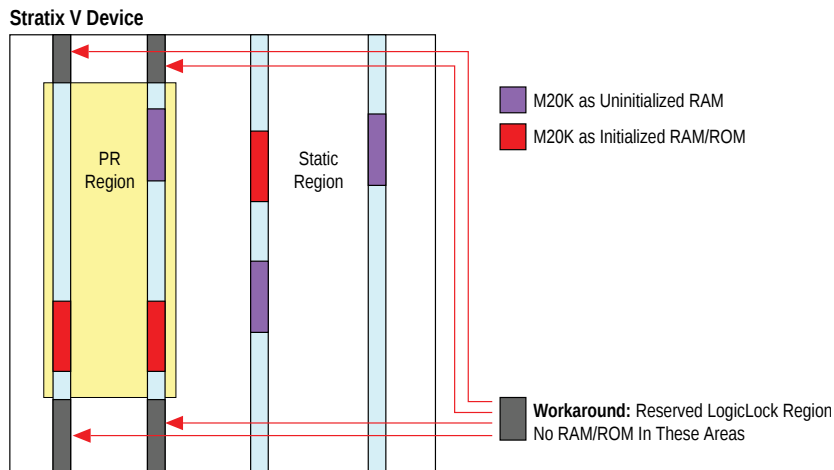 Stratix V Device
PR
Region
Static
Region
M20K as Uninitialized RAM
M20K as Initialized RAM/ROM
Workaround: Reserved LogicLock Region
No RAM/ROM In These Areas